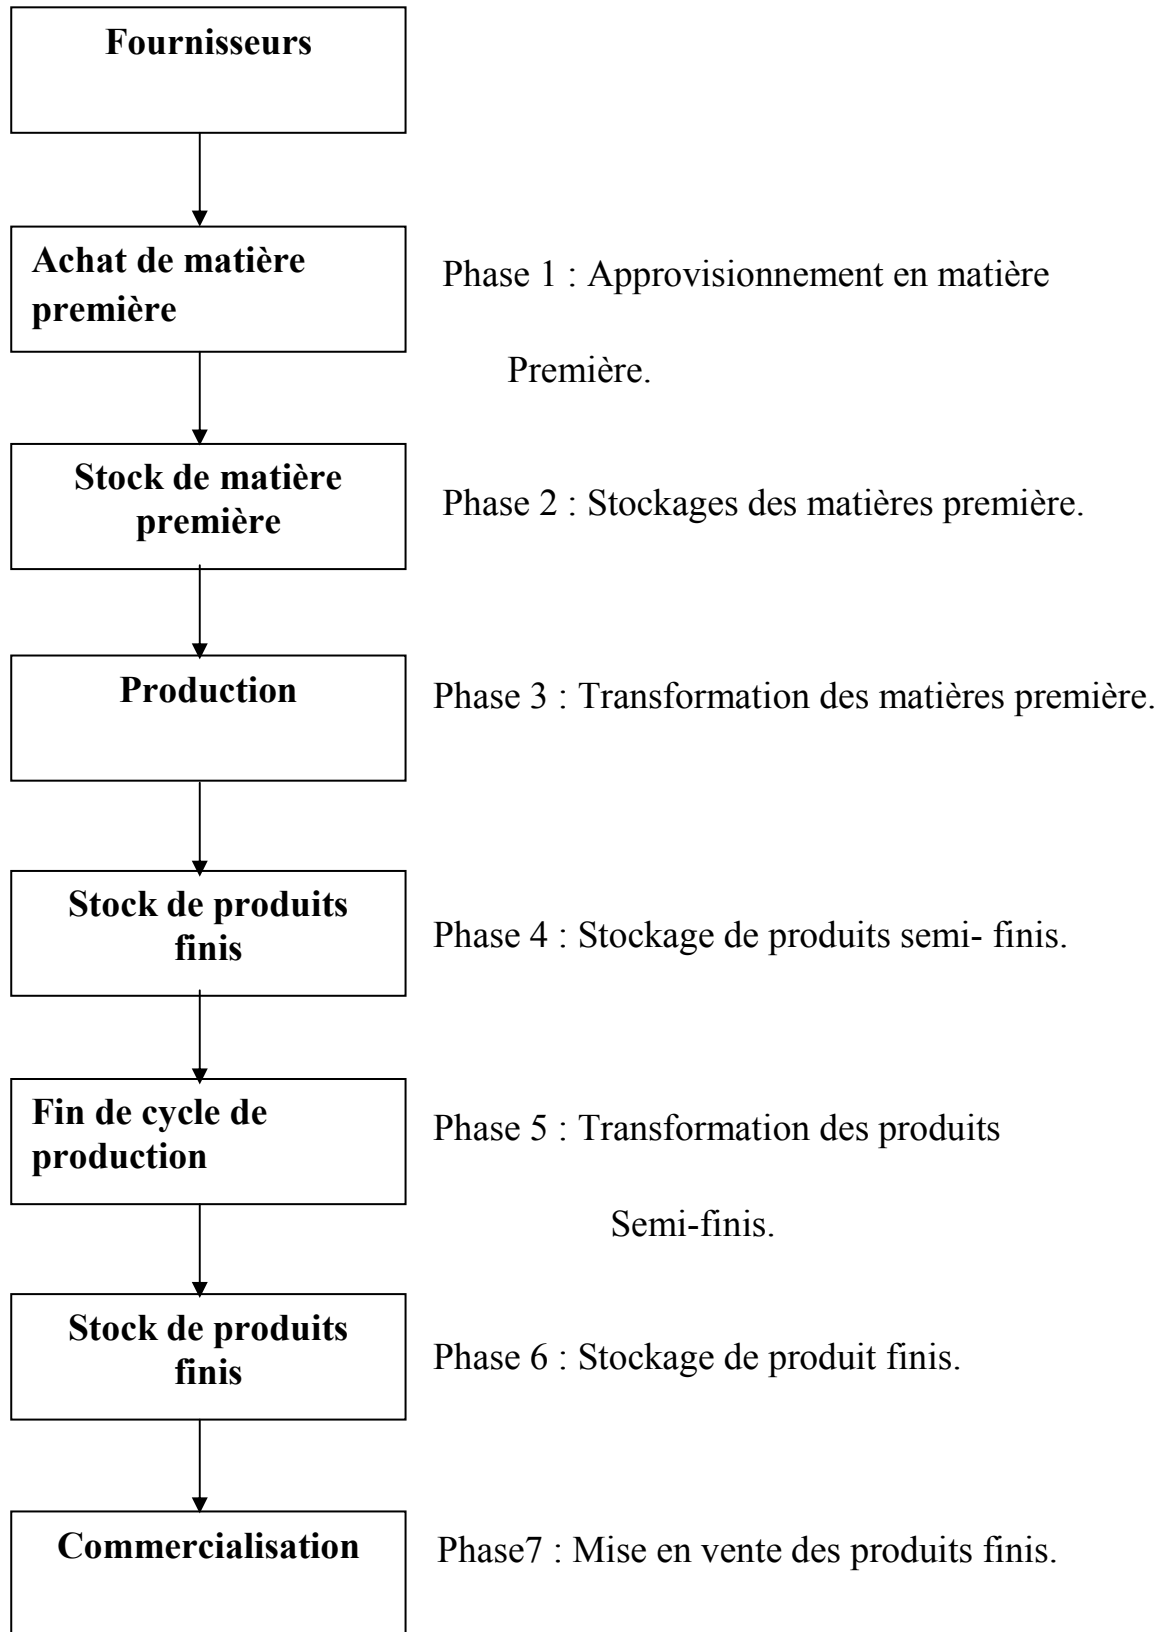 Fournisseurs
Achat de matière
première
Phase 1 : Approvisionnement en matière
Première.
Stock de matière
première
Phase 2 : Stockages des matières première.
Production
Phase 3 : Transformation des matières première.
Stock de produits
finis
Phase 4 : Stockage de produits semi- finis.
Fin de cycle de
production
Phase 5 : Transformation des produits
Semi-finis.
Stock de produits
finis
Phase 6 : Stockage de produit finis.
Commercialisation
Phase7 : Mise en vente des produits finis.